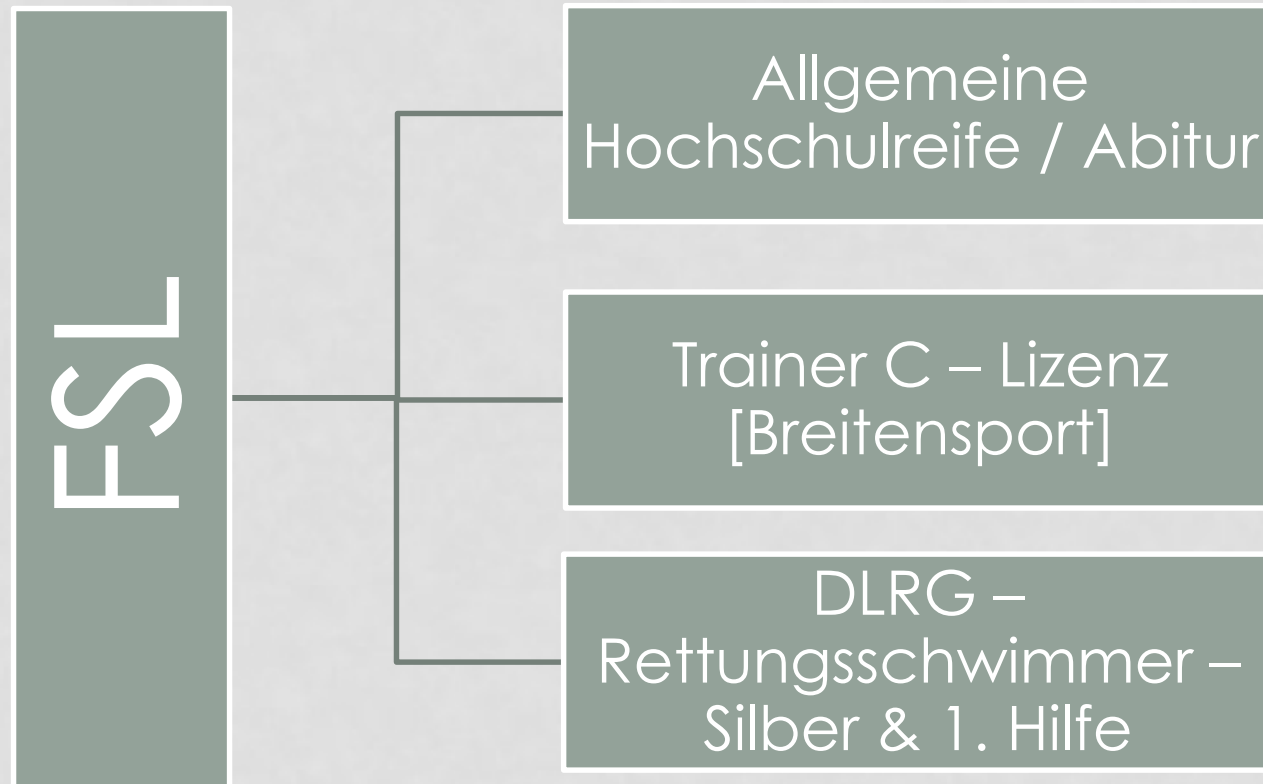 FSL
Allgemeine
Hochschulreife / Abitur
Trainer C – Lizenz
[Breitensport]
DLRG –
Rettungsschwimmer –
Silber & 1. Hilfe